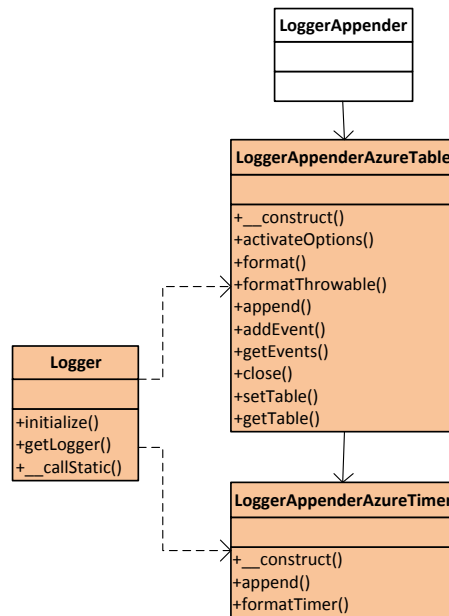 LoggerAppender
LoggerAppenderAzureTable
+__construct()
+activateOptions()
+format()
+formatThrowable()
+append()
+addEvent()
+getEvents()
+close()
+setTable()
+getTable()
Logger
+initialize()
+getLogger()
+__callStatic()
LoggerAppenderAzureTimer
+__construct()
+append()
+formatTimer()